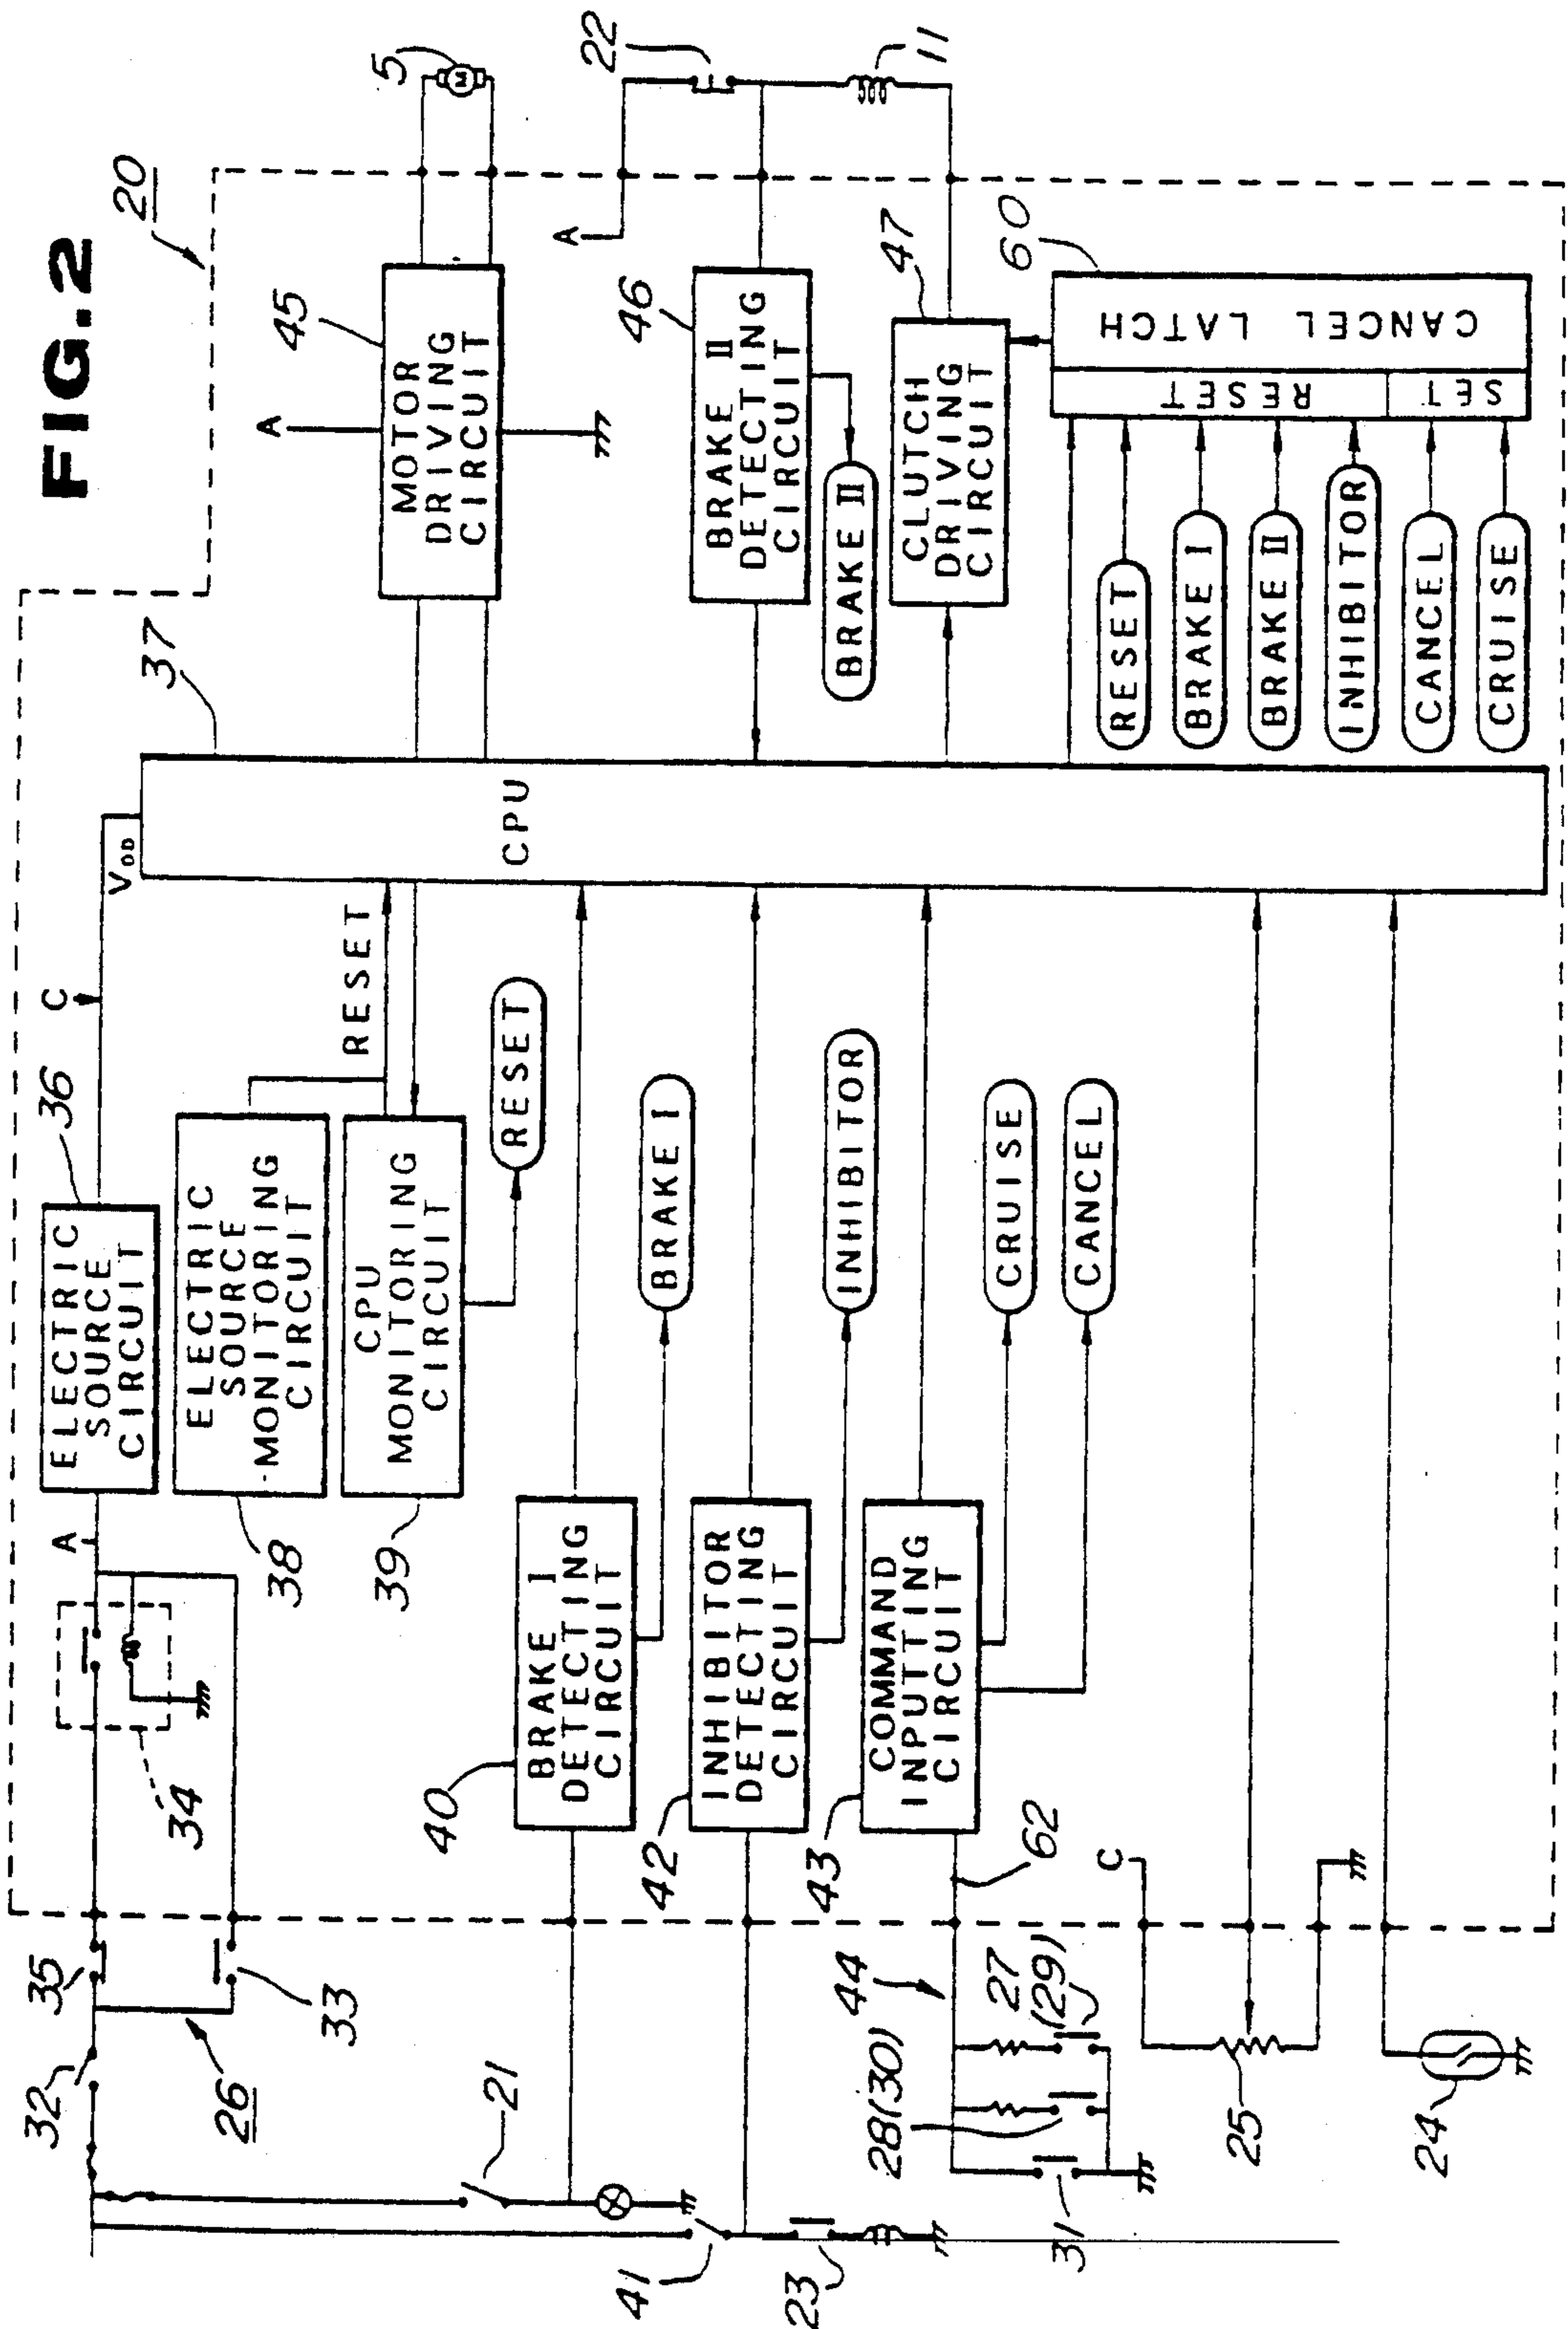 FIG.2
20
32
35
33
26
34
A
ELECTRIC
SOURCE
CIRCUIT
36
C
VDD
37
CPU
ELECTRIC
SOURCE
MONITORING
CIRCUIT
38
CPU
MONITORING
CIRCUIT
39
RESET
RESET
21
40
BRAKE I
DETECTING
CIRCUIT
BRAKE I
41
23
42
INHIBITOR
DETECTING
CIRCUIT
INHIBITOR
43
COMMAND
INPUTTING
CIRCUIT
CRUISE
CANCEL
62
44
27
(29)
28(30)
31
C
25
24
45
A
MOTOR
DRIVING
CIRCUIT
5
M
22
11
A
46
BRAKE II
DETECTING
CIRCUIT
BRAKE II
47
CLUTCH
DRIVING
CIRCUIT
60
CANCEL LATCH
RESET
SET
RESET
BRAKE I
BRAKE II
INHIBITOR
CANCEL
CRUISE